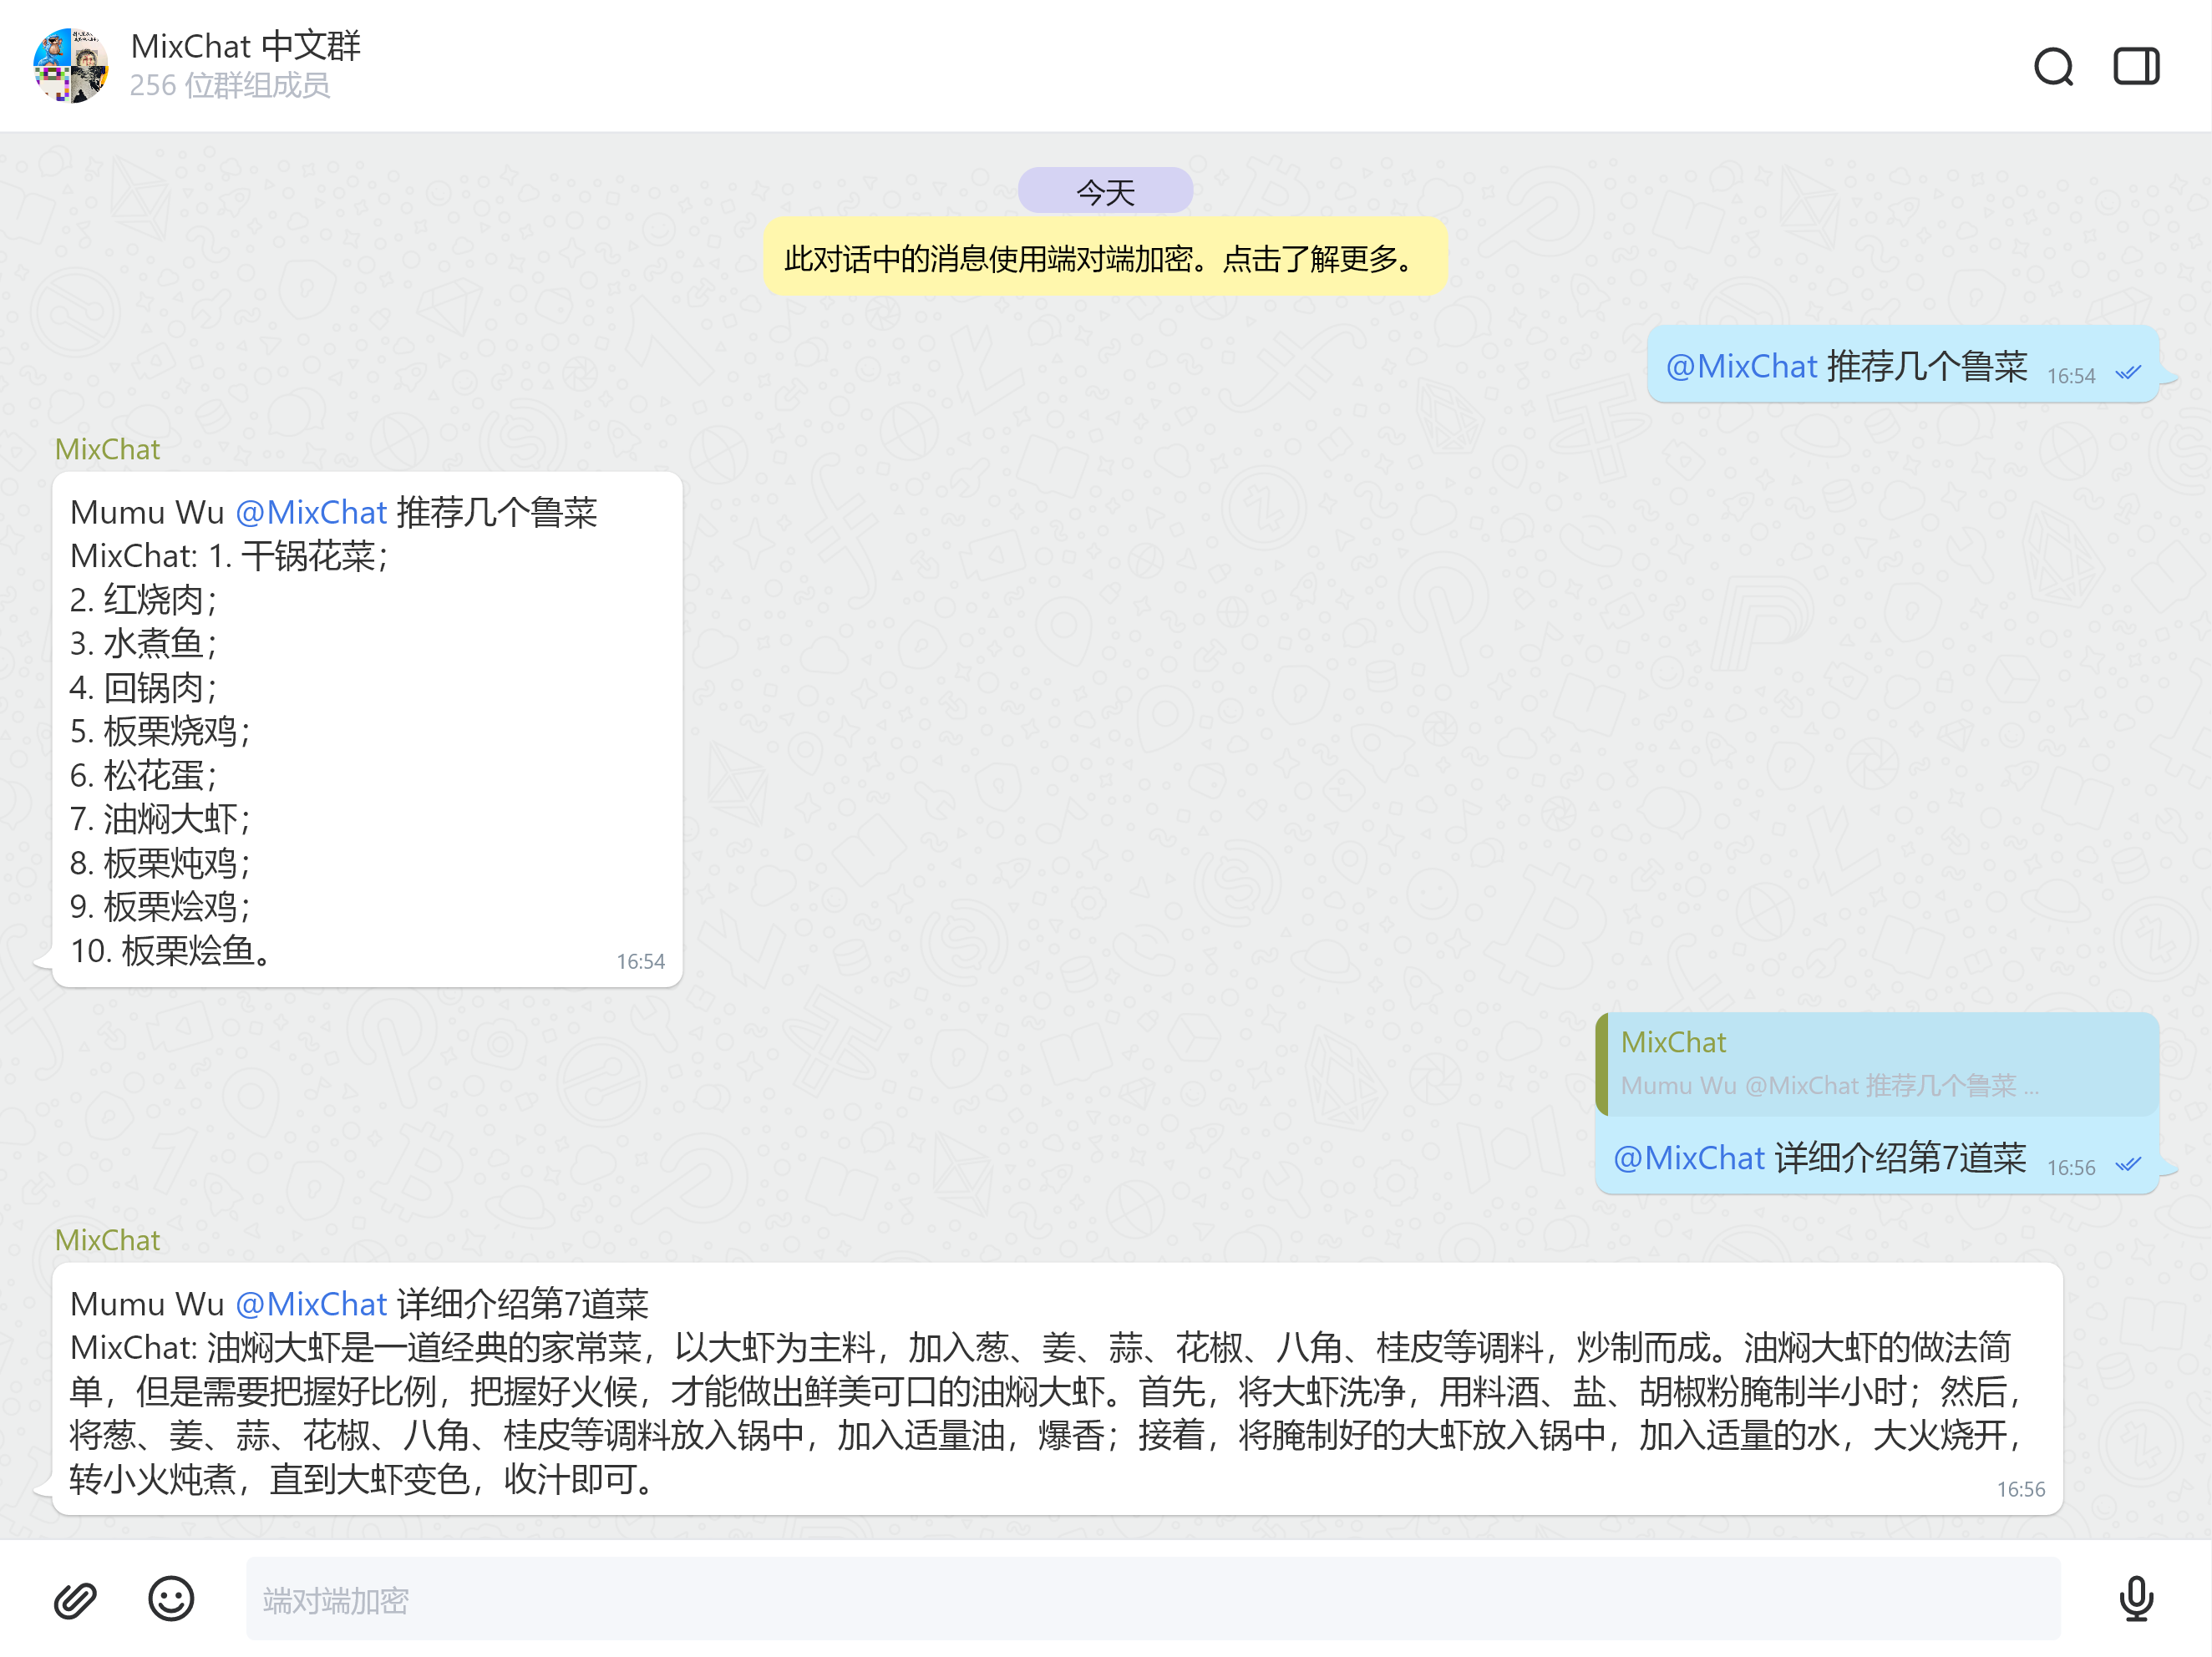 MixChat 中文群
256 位群组成员
今天
此对话中的消息使用端对端加密。点击了解更多。
@MixChat 推荐几个鲁菜 16:54
MixChat
Mumu Wu @MixChat 推荐几个鲁菜
MixChat: 1. 干锅花菜；
2. 红烧肉；
3. 水煮鱼；
4. 回锅肉；
5. 板栗烧鸡；
6. 松花蛋；
7. 油焖大虾；
8. 板栗炖鸡；
9. 板栗烩鸡；
10. 板栗烩鱼。 16:54
MixChat
Mumu Wu @MixChat 推荐几个鲁菜 ...
@MixChat 详细介绍第7道菜 16:56
MixChat
Mumu Wu @MixChat 详细介绍第7道菜
MixChat: 油焖大虾是一道经典的家常菜，以大虾为主料，加入葱、姜、蒜、花椒、八角、桂皮等调料，炒制而成。油焖大虾的做法简
单，但是需要把握好比例，把握好火候，才能做出鲜美可口的油焖大虾。首先，将大虾洗净，用料酒、盐、胡椒粉腌制半小时；然后，
将葱、姜、蒜、花椒、八角、桂皮等调料放入锅中，加入适量油，爆香；接着，将腌制好的大虾放入锅中，加入适量的水，大火烧开，
转小火炖煮，直到大虾变色，收汁即可。 16:56
端对端加密